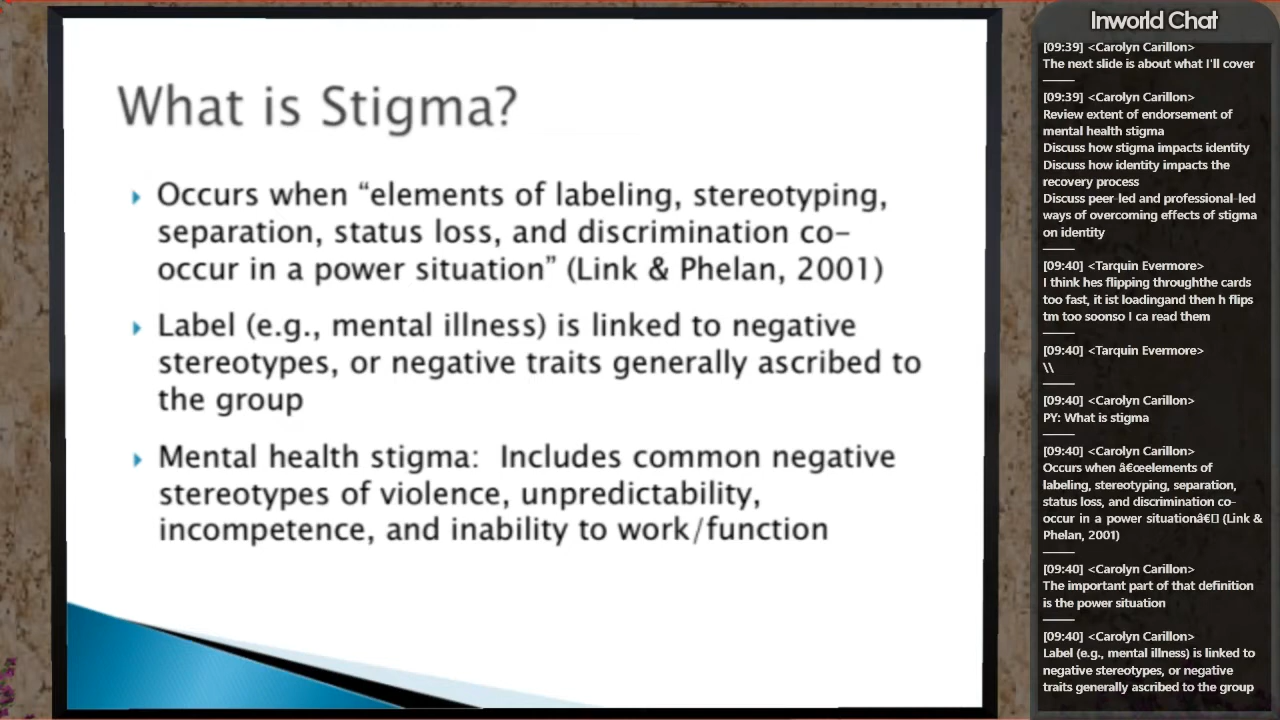 What is Stigma?
Occurs when “elements of labeling, stereotyping,
separation, status loss, and discrimination co-
occur in a power situation” (Link & Phelan, 2001)
Label (e.g., mental illness) is linked to negative
stereotypes, or negative traits generally ascribed to
the group
Mental health stigma:  Includes common negative
stereotypes of violence, unpredictability,
incompetence, and inability to work/function
Inworld Chat
[09:39] <Carolyn Carillon>
The next slide is about what I'll cover
[09:39] <Carolyn Carillon>
Review extent of endorsement of
mental health stigma
Discuss how stigma impacts identity
Discuss how identity impacts the
recovery process
Discuss peer-led and professional-led
ways of overcoming effects of stigma
on identity
[09:40] <Tarquin Evermore>
I think hes flipping throughthe cards
too fast, it ist loadingand then h flips
tm too soonso I ca read them
[09:40] <Tarquin Evermore>
\\
[09:40] <Carolyn Carillon>
PY: What is stigma
[09:40] <Carolyn Carillon>
Occurs when â€œelements of
labeling, stereotyping, separation,
status loss, and discrimination co-
occur in a power situationâ€ (Link &
Phelan, 2001)
[09:40] <Carolyn Carillon>
The important part of that definition
is the power situation
[09:40] <Carolyn Carillon>
Label (e.g., mental illness) is linked to
negative stereotypes, or negative
traits generally ascribed to the group